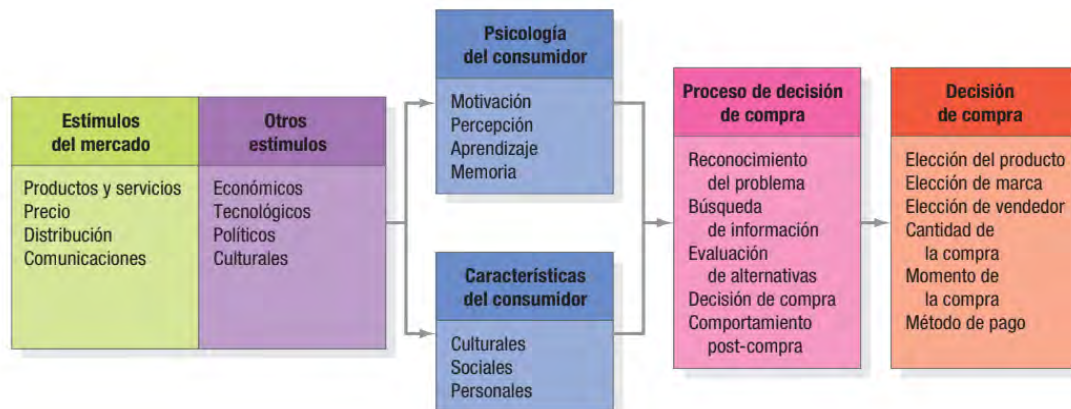 Estímulos
del mercado
Productos y servicios
Precio
Distribución
Comunicaciones
Otros
estímulos
Económicos
Tecnológicos
Políticos
Culturales
Psicología
del consumidor
Motivación
Percepción
Aprendizaje
Memoria
Características
del consumidor
Culturales
Sociales
Personales
Proceso de decisión
de compra
Reconocimiento
del problema
Búsqueda
de información
Evaluación
de alternativas
Decisión de compra
Comportamiento
post-compra
Decisión
de compra
Elección del producto
Elección de marca
Elección de vendedor
Cantidad de
la compra
Momento de
la compra
Método de pago